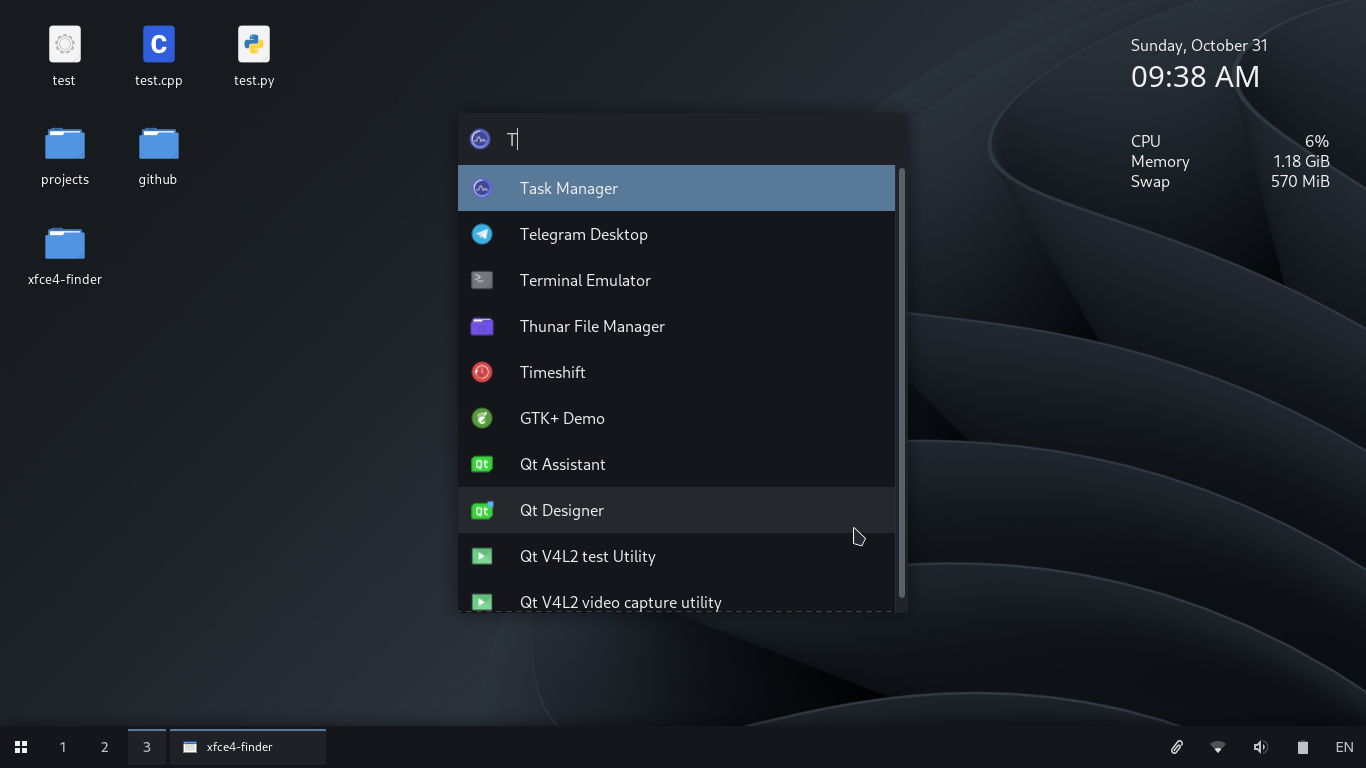 test
test.cpp
test.py
projects
github
xfce4-finder
T
Task Manager
Telegram Desktop
Terminal Emulator
Thunar File Manager
Timeshift
GTK+ Demo
Qt Assistant
Qt Designer
Qt V4L2 test Utility
Qt V4L2 video capture utility
Sunday, October 31
09:38 AM
CPU 6%
Memory 1.18 GiB
Swap 570 MiB
1 2 3 xfce4-finder EN